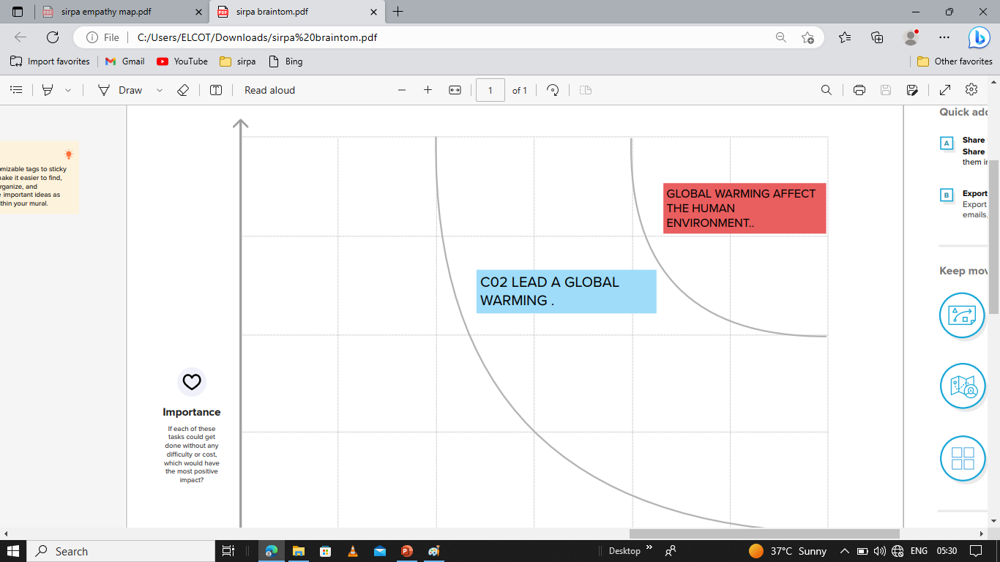 sirpa empathy map.pdf
sirpa braintom.pdf
File
C:/Users/ELCOT/Downloads/sirpa%20braintom.pdf
Import favorites
Gmail
YouTube
sirpa
Bing
Other favorites
Draw
Read aloud
1
of 1
mizable tags to sticky
nake it easier to find,
rganize, and
e important ideas as
thin your mural.
GLOBAL WARMING AFFECT
THE HUMAN
ENVIRONMENT..
C02 LEAD A GLOBAL
WARMING .
Importance
If each of these
tasks could get
done without any
difficulty or cost,
which would have
the most positive
impact?
Quick add
A
Share
Share
them in
B
Export
Export
emails,
Keep mov
Search
Desktop
37°C Sunny
ENG
05:30